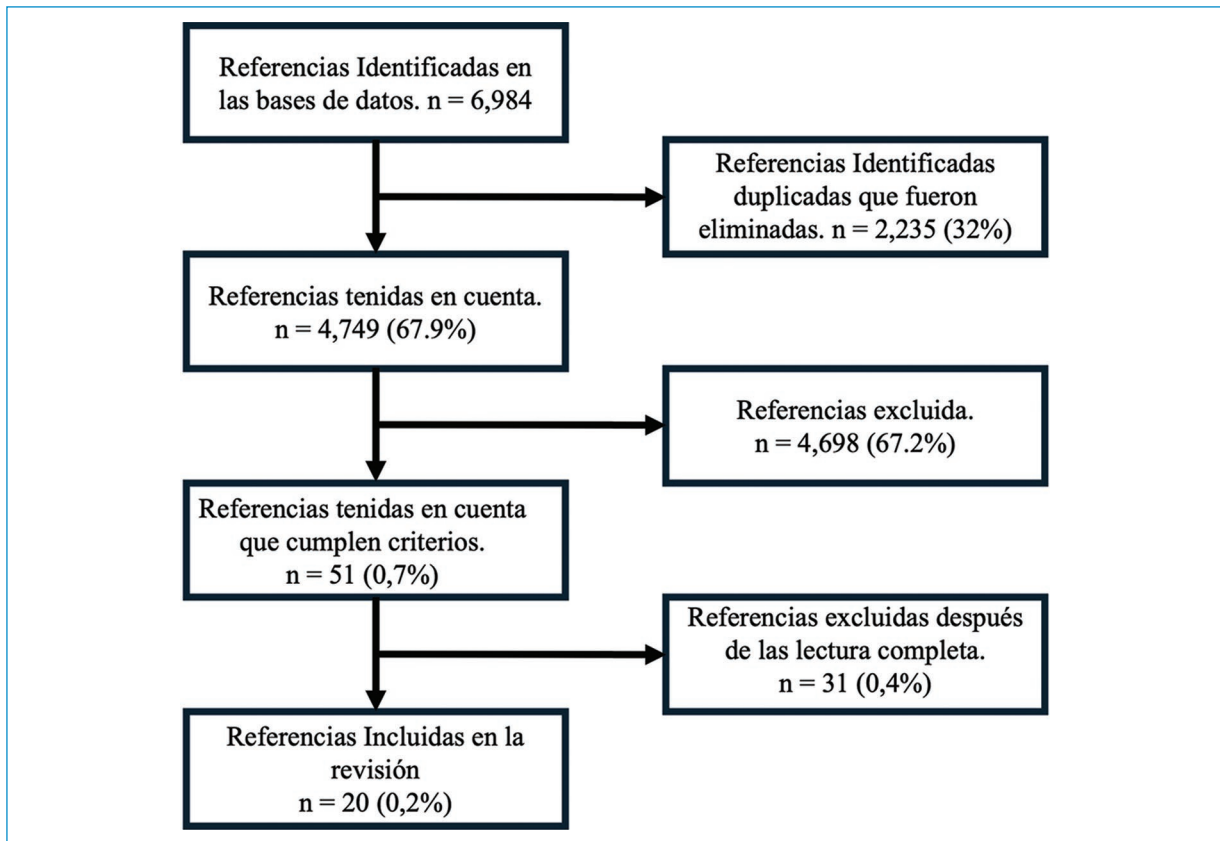 Referencias Identificadas en
las bases de datos. n = 6,984
Referencias Identificadas
duplicadas que fueron
eliminadas. n = 2,235 (32%)
Referencias tenidas en cuenta.
n = 4,749 (67.9%)
Referencias excluida.
n = 4,698 (67.2%)
Referencias tenidas en cuenta
que cumplen criterios.
n = 51 (0,7%)
Referencias excluidas después
de las lectura completa.
n = 31 (0,4%)
Referencias Incluidas en la
revisión
n = 20 (0,2%)